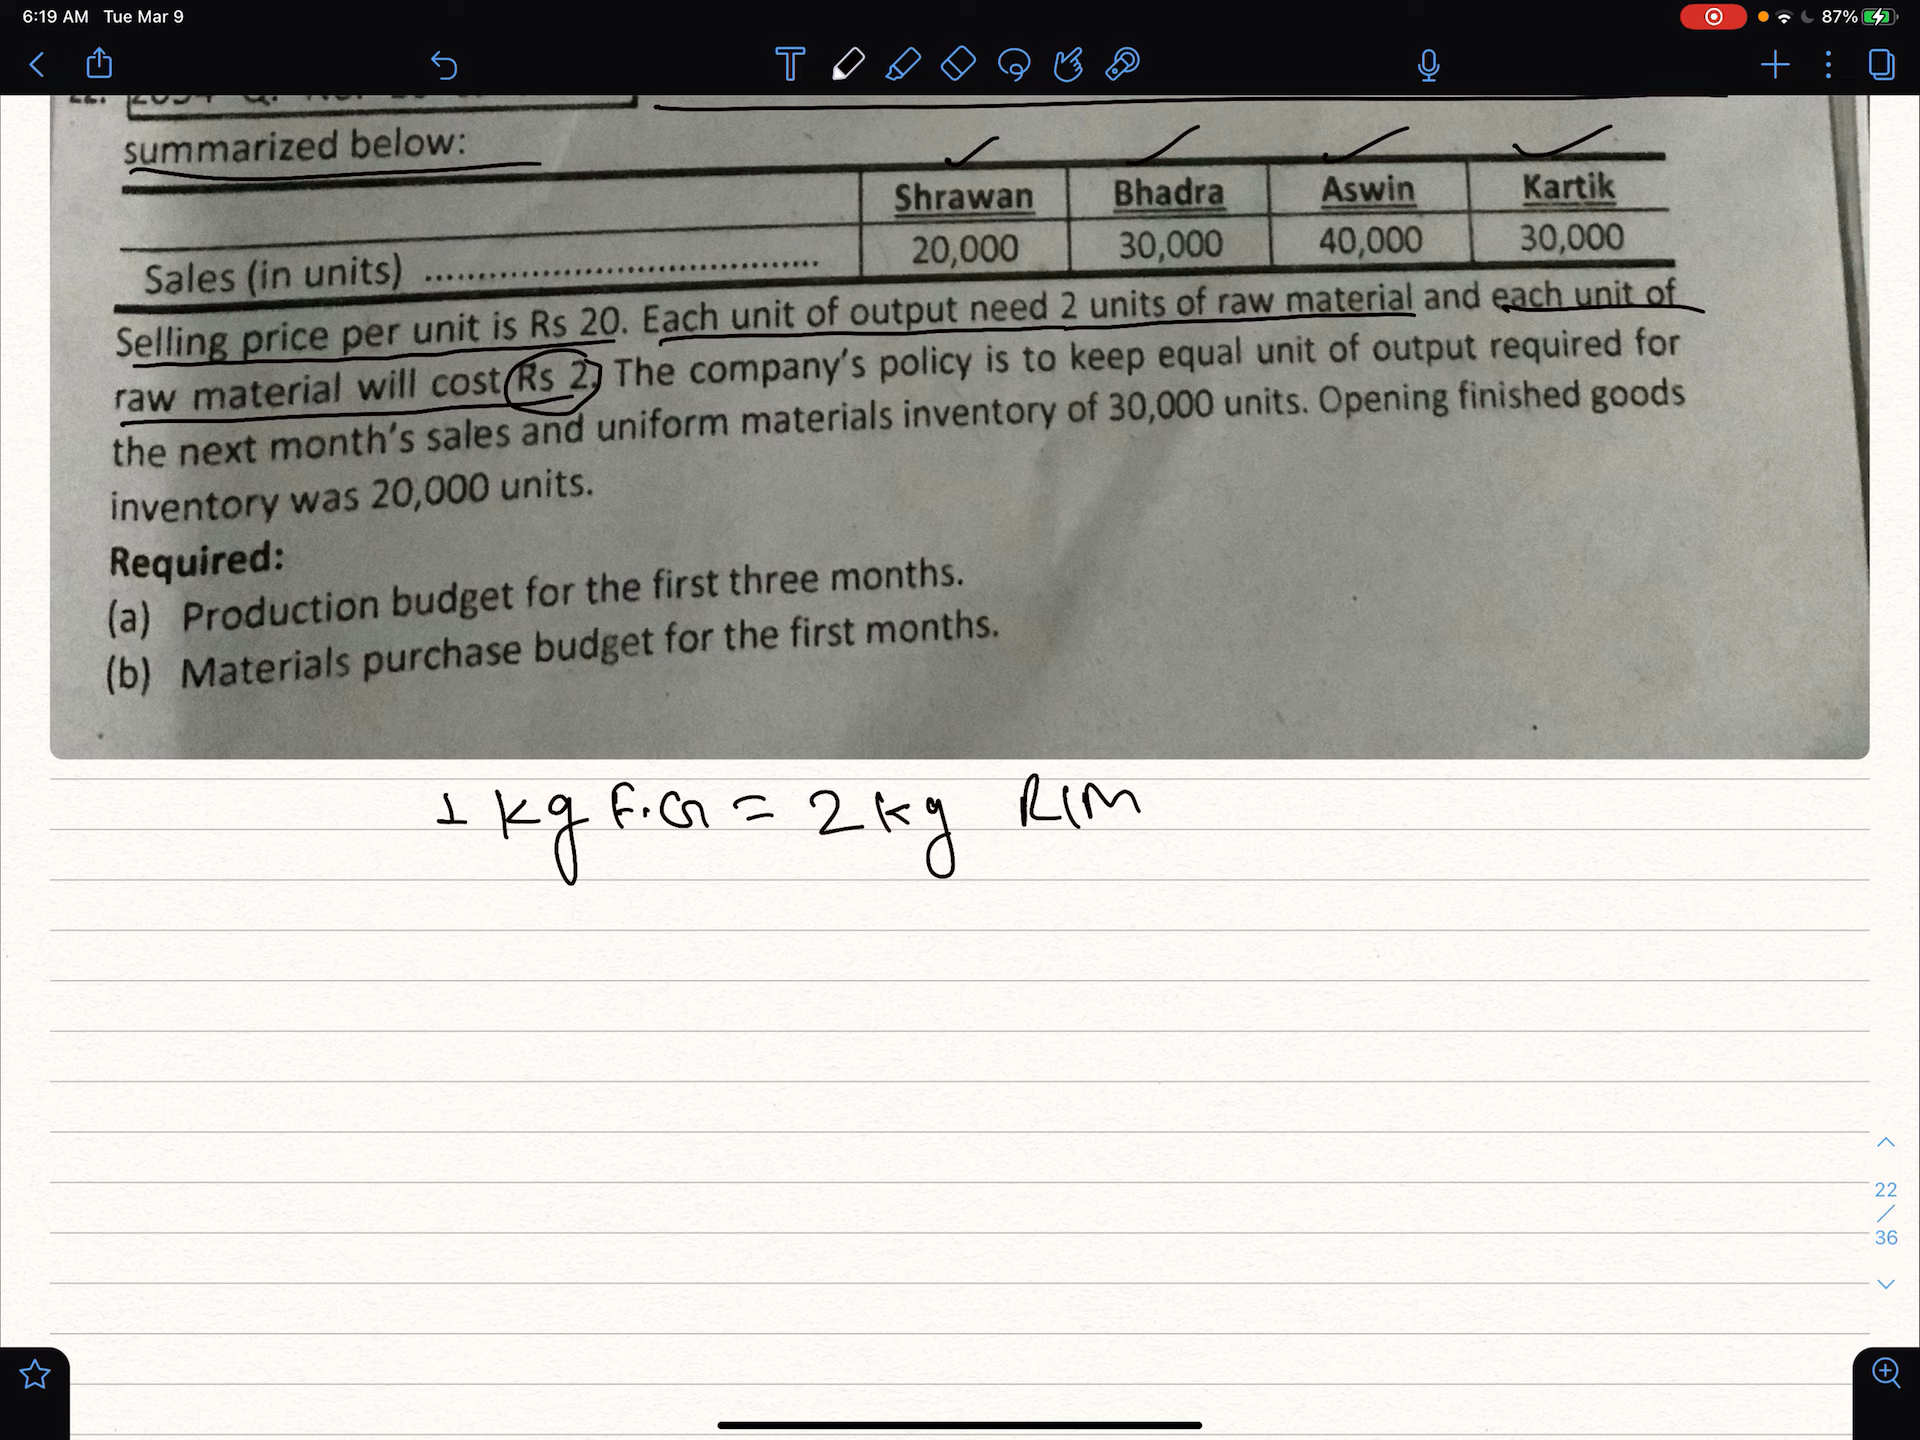 6:19 AM Tue Mar 9
87%
22.
summarized below:
Shrawan Bhadra Aswin Kartik
Sales (in units) ........................................ 20,000 30,000 40,000 30,000
Selling price per unit is Rs 20. Each unit of output need 2 units of raw material and each unit of
raw material will cost Rs 2. The company's policy is to keep equal unit of output required for
the next month's sales and uniform materials inventory of 30,000 units. Opening finished goods
inventory was 20,000 units.
Required:
(a) Production budget for the first three months.
(b) Materials purchase budget for the first months.
1 kg F.G = 2 kg R/M
22
/
36